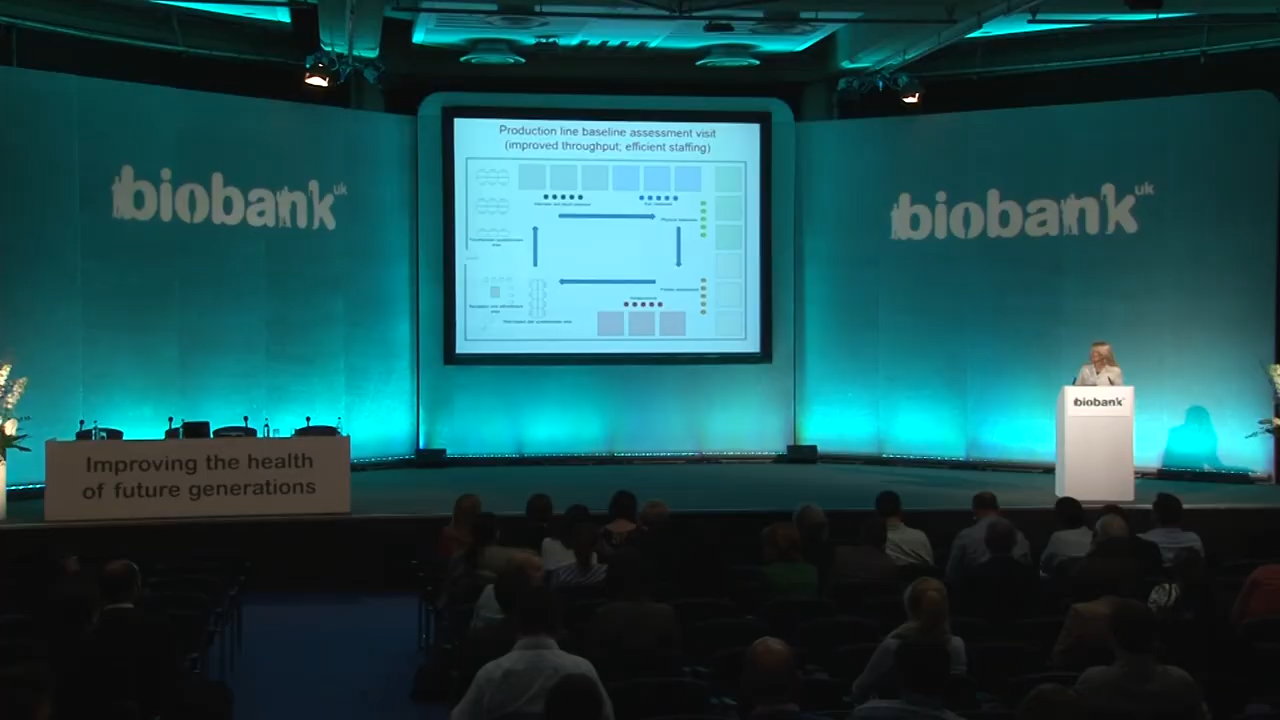 Production line baseline assessment visit
(improved throughput; efficient staffing)
biobank uk
biobank uk
biobank
Improving the health
of future generations